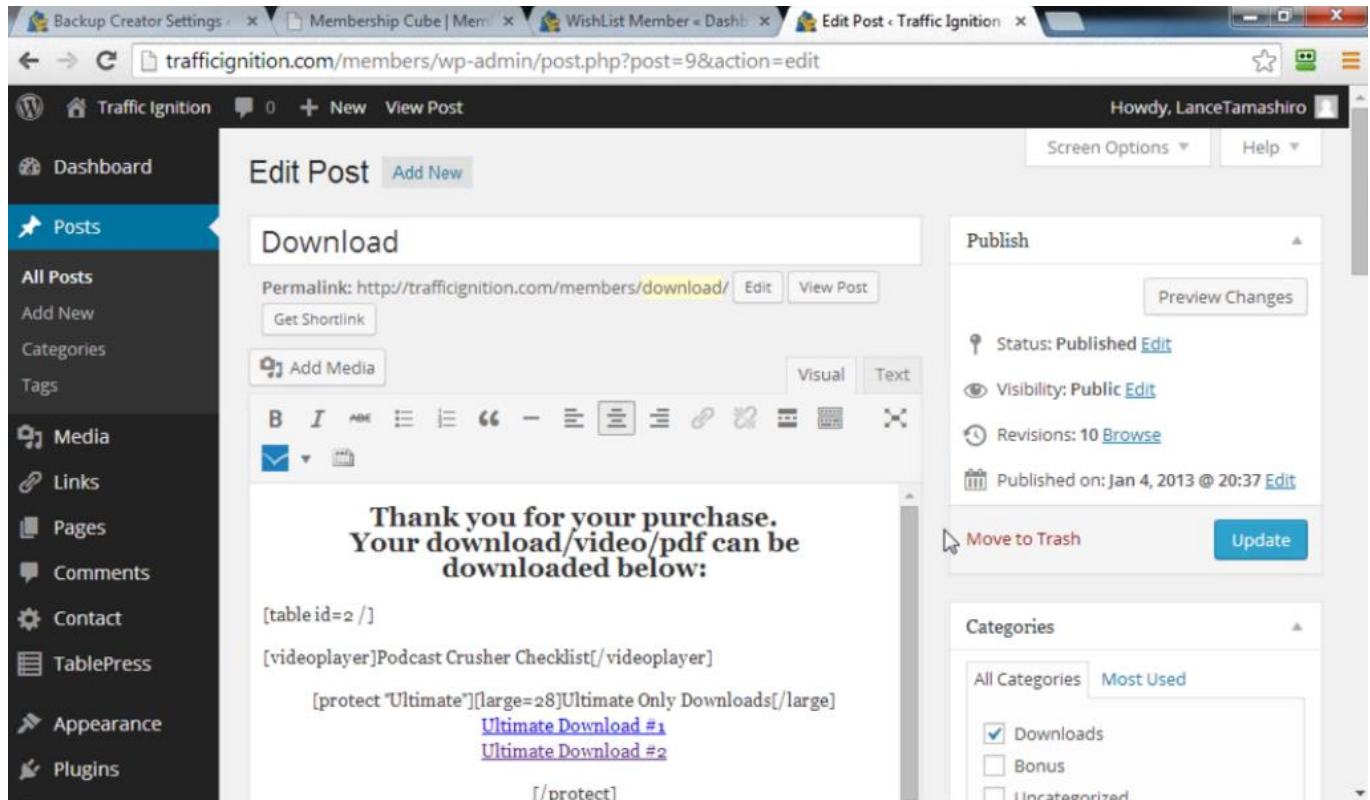 Backup Creator Settings
Membership Cube | Mem
WishList Member « Dashb
Edit Post ‹ Traffic Ignition
trafficignition.com/members/wp-admin/post.php?post=9&action=edit
Traffic Ignition 0 + New View Post Howdy, LanceTamashiro
Screen Options Help
Dashboard
Posts
All Posts
Add New
Categories
Tags
Media
Links
Pages
Comments
Contact
TablePress
Appearance
Plugins
Edit Post Add New
Download
Permalink: http://trafficignition.com/members/download/ Edit View Post
Get Shortlink
Add Media
Visual Text
B I ABE
Thank you for your purchase.
Your download/video/pdf can be
downloaded below:
[table id=2 /]
[videoplayer]Podcast Crusher Checklist[/videoplayer]
[protect "Ultimate"][large=28]Ultimate Only Downloads[/large]
Ultimate Download #1
Ultimate Download #2
[/protect]
Publish
Preview Changes
Status: Published Edit
Visibility: Public Edit
Revisions: 10 Browse
Published on: Jan 4, 2013 @ 20:37 Edit
Move to Trash Update
Categories
All Categories Most Used
Downloads
Bonus
Uncategorized